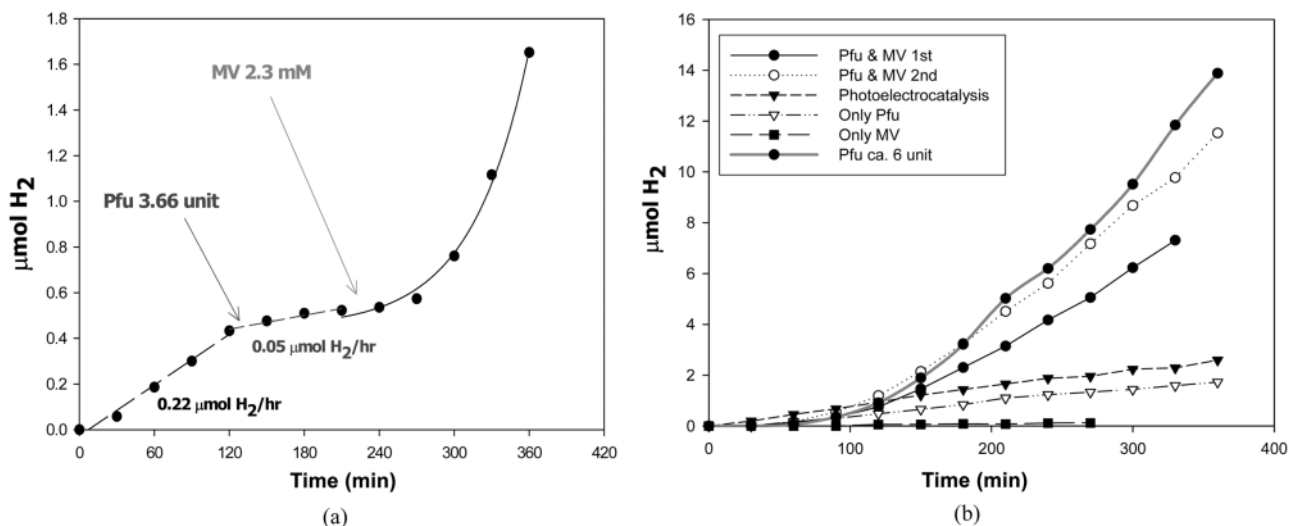 1.8
1.6
1.4
1.2
1.0
0.8
0.6
0.4
0.2
0.0
μmol H2
MV 2.3 mM
Pfu 3.66 unit
0.05 μmol H2/hr
0.22 μmol H2/hr
0 60 120 180 240 300 360 420
Time (min)
(a)
16
14
12
10
8
6
4
2
0
μmol H2
Pfu & MV 1st
Pfu & MV 2nd
Photoelectrocatalysis
Only Pfu
Only MV
Pfu ca. 6 unit
0 100 200 300 400
Time (min)
(b)